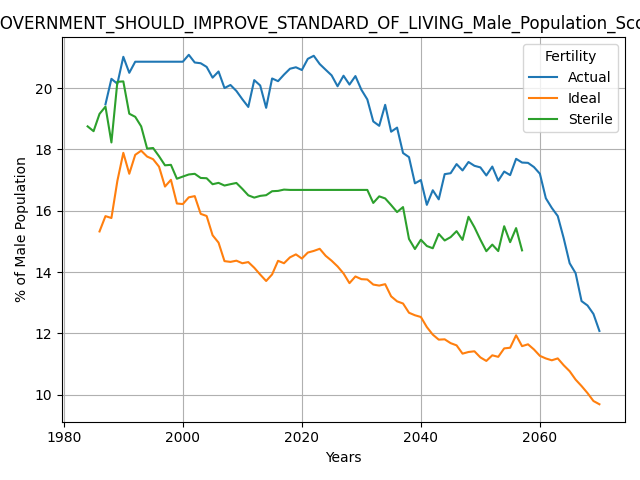 OVERNMENT_SHOULD_IMPROVE_STANDARD_OF_LIVING_Male_Population_Sco
Fertility
Actual
Ideal
Sterile
% of Male Population
20
18
16
14
12
10
1980 2000 2020 2040 2060
Years